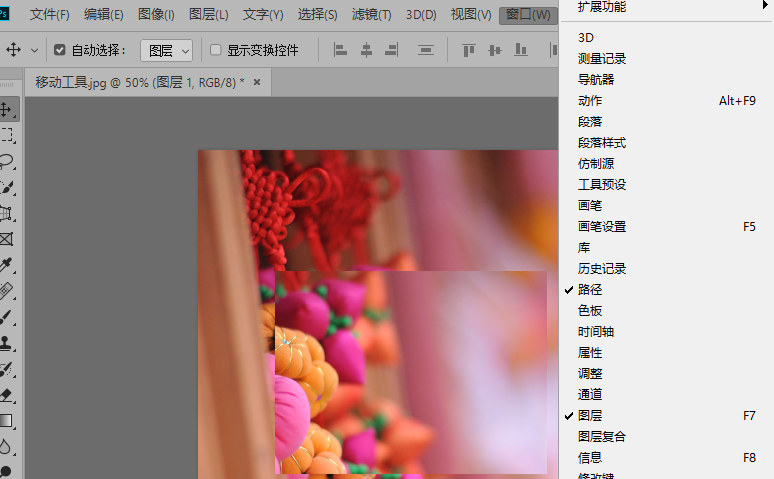 Ps 文件(F) 编辑(E) 图像(I) 图层(L) 文字(Y) 选择(S) 滤镜(T) 3D(D) 视图(V) 窗口(W)
自动选择： 图层 显示变换控件
移动工具.jpg @ 50% (图层 1, RGB/8) * ×
扩展功能
3D
测量记录
导航器
动作 Alt+F9
段落
段落样式
仿制源
工具预设
画笔
画笔设置 F5
库
历史记录
路径
色板
时间轴
属性
调整
通道
图层 F7
图层复合
信息 F8
修改键